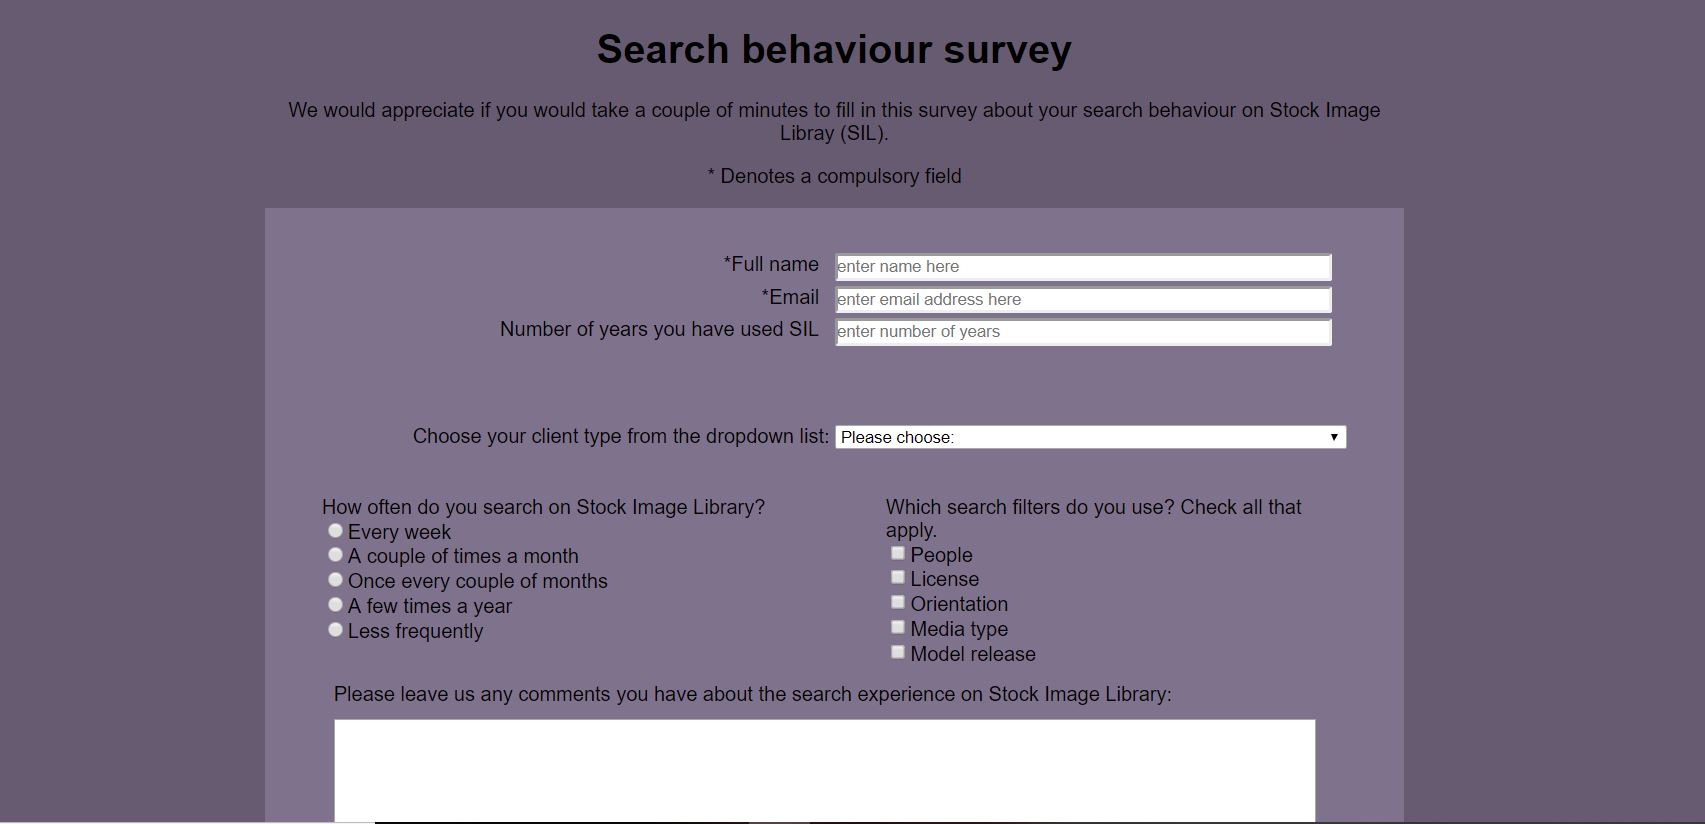 Search behaviour survey
We would appreciate if you would take a couple of minutes to fill in this survey about your search behaviour on Stock Image
Libray (SIL).
* Denotes a compulsory field
*Full name enter name here
*Email enter email address here
Number of years you have used SIL enter number of years
Choose your client type from the dropdown list: Please choose:
How often do you search on Stock Image Library?
Every week
A couple of times a month
Once every couple of months
A few times a year
Less frequently
Which search filters do you use? Check all that
apply.
People
License
Orientation
Media type
Model release
Please leave us any comments you have about the search experience on Stock Image Library: